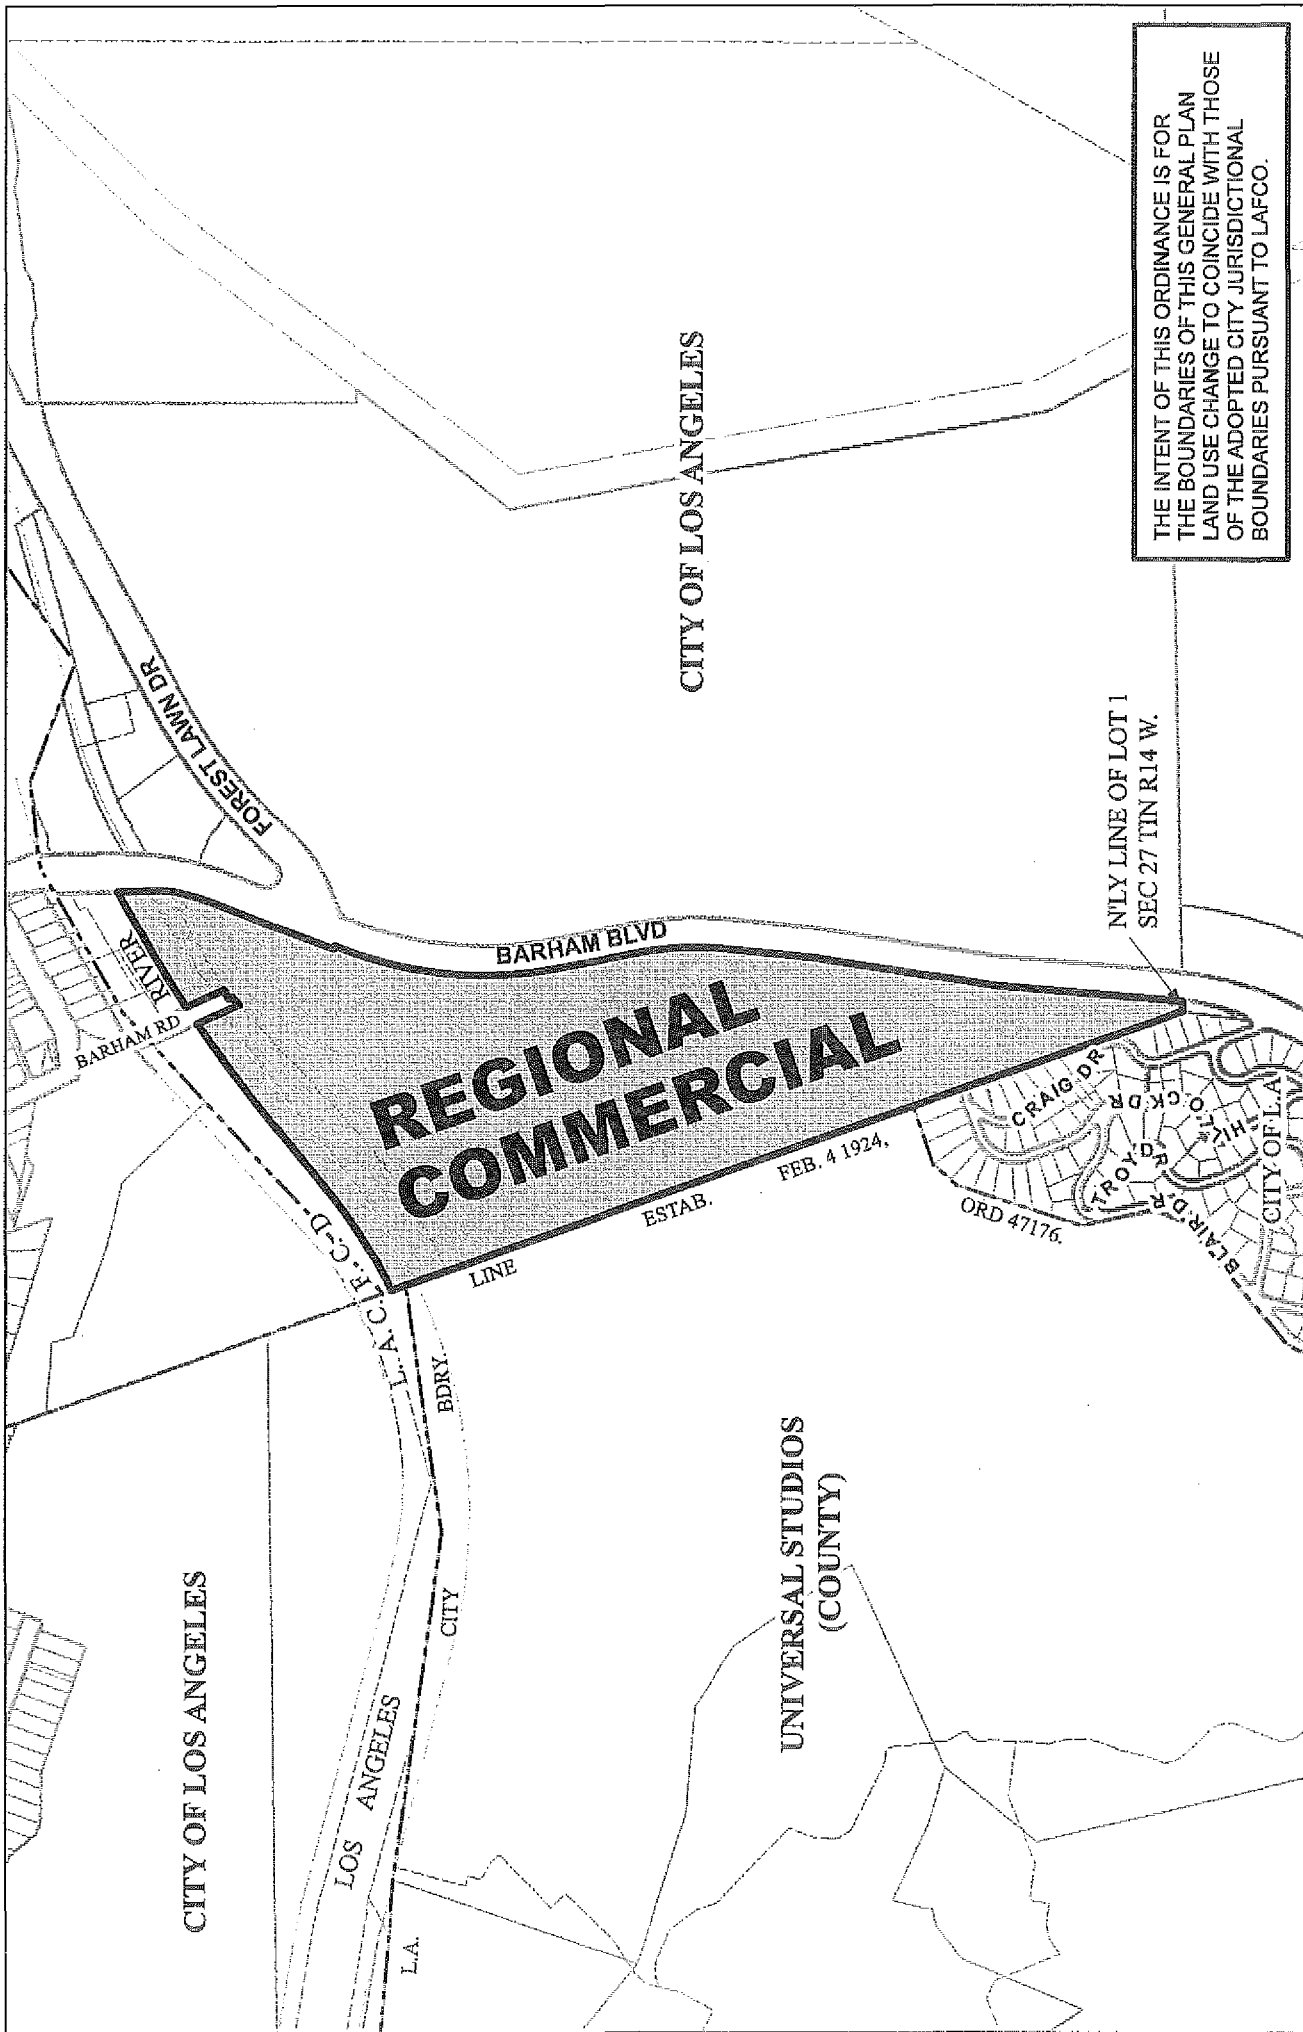 CITY OF LOS ANGELES
LOS ANGELES
L.A. CITY BDRY.
L. A. C. F. C. D.
BARHAM RD
RIVER
FOREST LAWN DR
BARHAM BLVD
REGIONAL
COMMERCIAL
CITY OF LOS ANGELES
LINE ESTAB. FEB. 4 1924,
ORD 47176.
UNIVERSAL STUDIOS
(COUNTY)
CRAIG DR
TROY DR
BLAIR DR
CITY OF L.A.
N'LY LINE OF LOT 1
SEC 27 T1N R14 W.
THE INTENT OF THIS ORDINANCE IS FOR
THE BOUNDARIES OF THIS GENERAL PLAN
LAND USE CHANGE TO COINCIDE WITH THOSE
OF THE ADOPTED CITY JURISDICTIONAL
BOUNDARIES PURSUANT TO LAFCO.